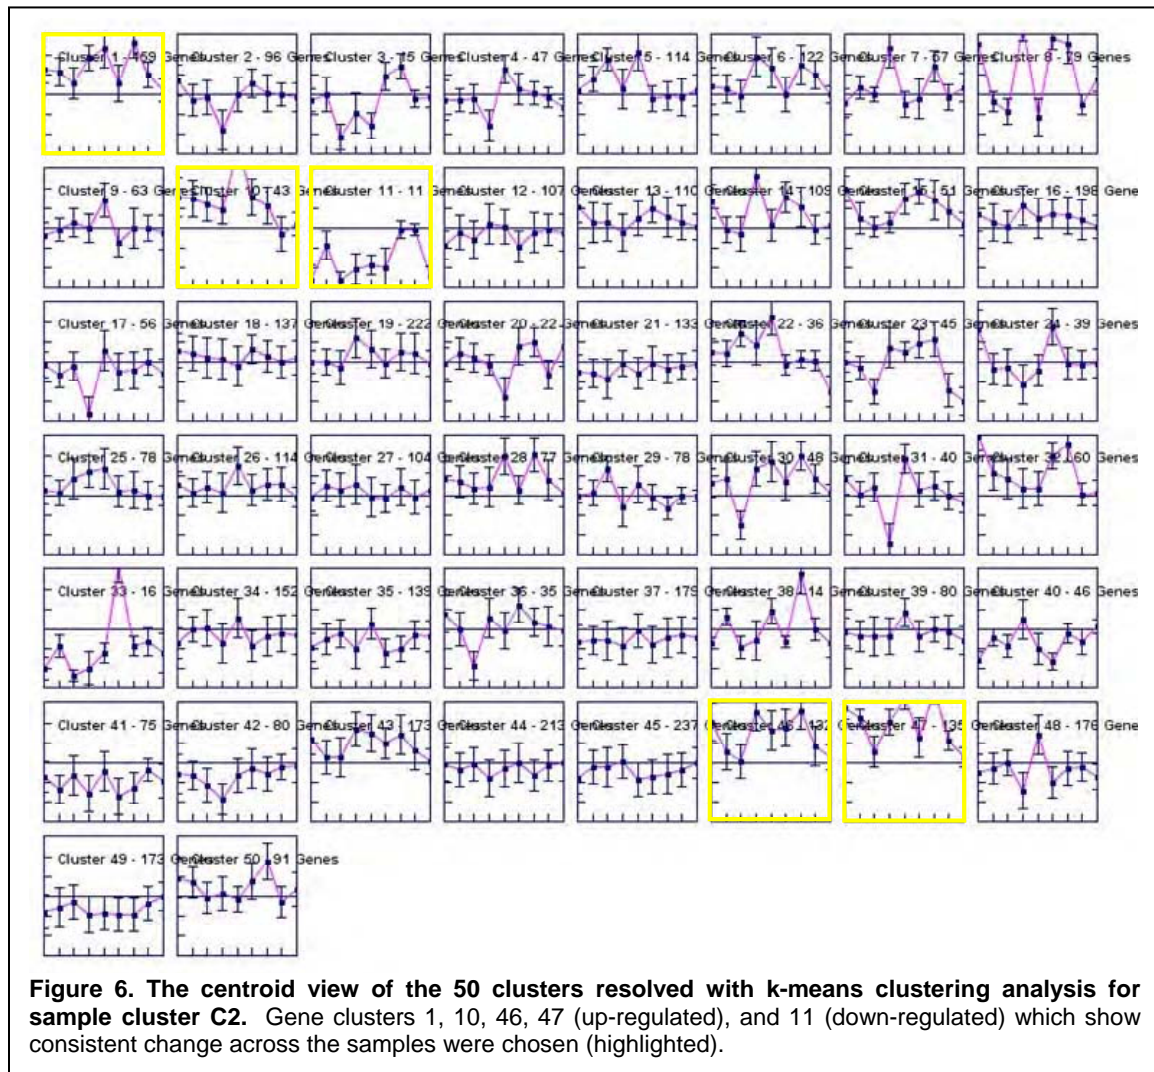 Cluster 1 - 159 Genes
Cluster 2 - 96 Genes
Cluster 3 - 15 Genes
Cluster 4 - 47 Genes
Cluster 5 - 114 Genes
Cluster 6 - 122 Genes
Cluster 7 - 57 Genes
Cluster 8 - 79 Genes
Cluster 9 - 63 Genes
Cluster 10 - 43 Genes
Cluster 11 - 11 Genes
Cluster 12 - 107 Genes
Cluster 13 - 110 Genes
Cluster 14 - 109 Genes
Cluster 15 - 51 Genes
Cluster 16 - 198 Gene
Cluster 17 - 56 Genes
Cluster 18 - 137 Genes
Cluster 19 - 222 Genes
Cluster 20 - 22 Genes
Cluster 21 - 133 Genes
Cluster 22 - 36 Genes
Cluster 23 - 45 Genes
Cluster 24 - 39 Genes
Cluster 25 - 78 Genes
Cluster 26 - 114 Genes
Cluster 27 - 104 Genes
Cluster 28 - 77 Genes
Cluster 29 - 78 Genes
Cluster 30 - 48 Genes
Cluster 31 - 40 Genes
Cluster 32 - 60 Genes
Cluster 33 - 16 Genes
Cluster 34 - 152 Genes
Cluster 35 - 139 Genes
Cluster 36 - 35 Genes
Cluster 37 - 179 Genes
Cluster 38 - 14 Genes
Cluster 39 - 80 Genes
Cluster 40 - 46 Genes
Cluster 41 - 75 Genes
Cluster 42 - 80 Genes
Cluster 43 - 173 Genes
Cluster 44 - 213 Genes
Cluster 45 - 237 Genes
Cluster 46 - 132 Genes
Cluster 47 - 135 Genes
Cluster 48 - 176 Gene
Cluster 49 - 173 Genes
Cluster 50 - 91 Genes
Figure 6. The centroid view of the 50 clusters resolved with k-means clustering analysis for
sample cluster C2. Gene clusters 1, 10, 46, 47 (up-regulated), and 11 (down-regulated) which show
consistent change across the samples were chosen (highlighted).